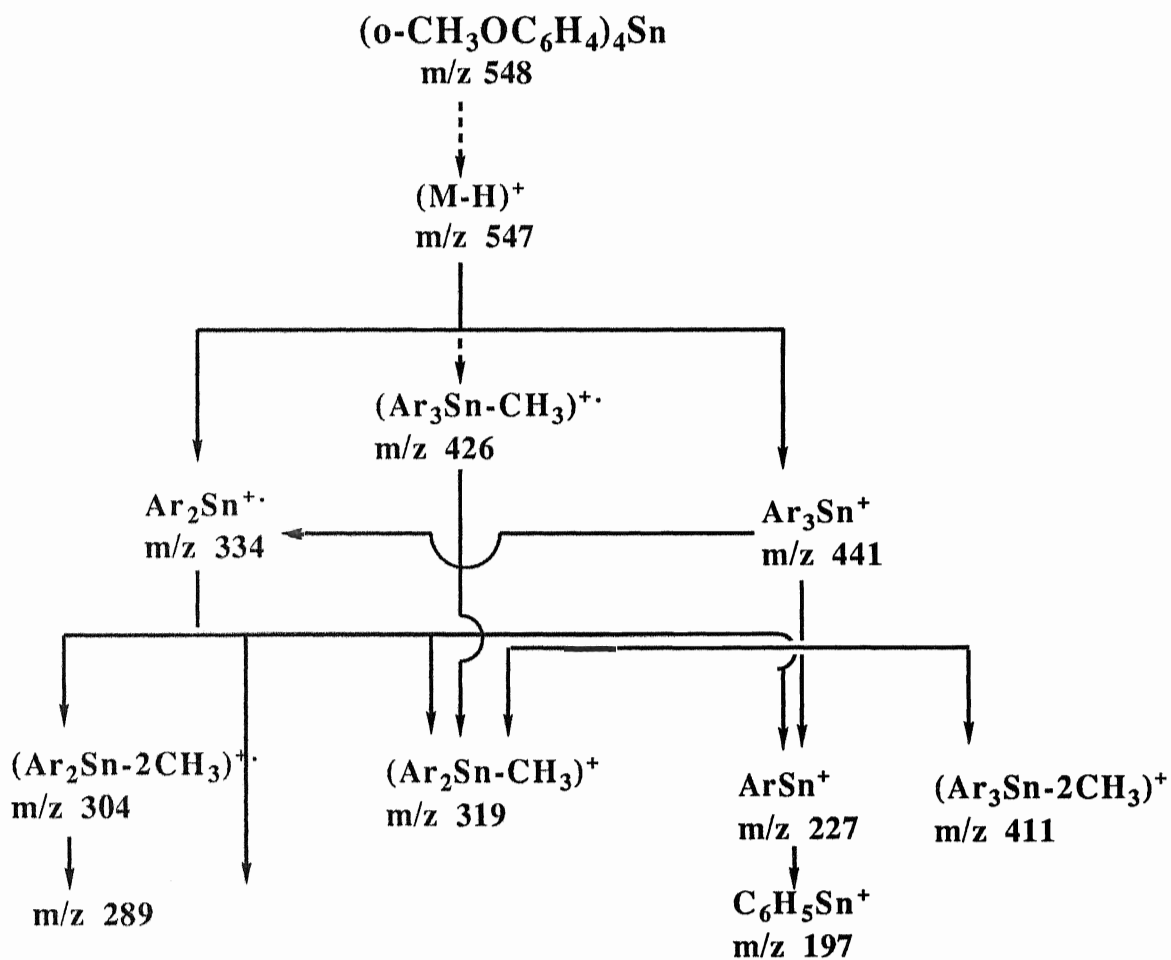 (o-CH₃OC₆H₄)₄Sn
m/z 548
(M-H)⁺
m/z 547
(Ar₃Sn-CH₃)⁺·
m/z 426
Ar₂Sn⁺·
m/z 334
Ar₃Sn⁺
m/z 441
(Ar₂Sn-2CH₃)⁺·
m/z 304
(Ar₂Sn-CH₃)⁺
m/z 319
ArSn⁺
m/z 227
(Ar₃Sn-2CH₃)⁺
m/z 411
m/z 289
C₆H₅Sn⁺
m/z 197